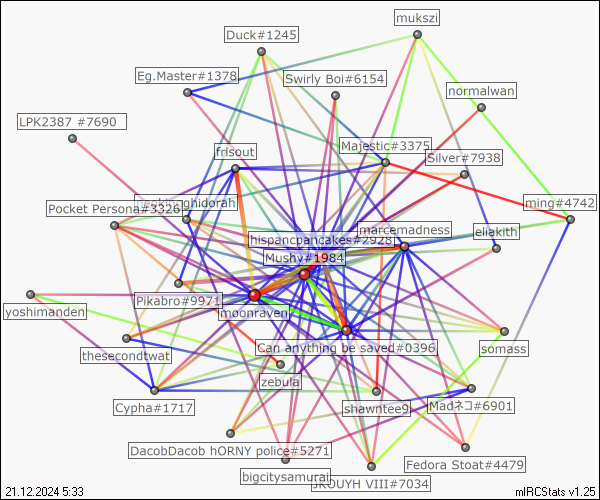 mukszi
Duck#1245
Eg.Master#1378
Swirly Boi#6154
normalwan
LPK2387 #7690
Majestic#3375
frisout
Silver#7938
ghidorah
Pocket Persona#3326
ming#4742
marcemadness
eliakith
hispancpancakes#2928
Mushy#1984
Pikabro#9971
yoshimanden
moonraven
Can anything be saved#0396
somass
thesecondtwat
zebula
Cypha#1717
shawntee9
Madネコ#6901
DacobDacob hORNY police#5271
Fedora Stoat#4479
bigcitysamurai
JKOUYH VIII#7034
21.12.2024 5:33
mIRCStats v1.25